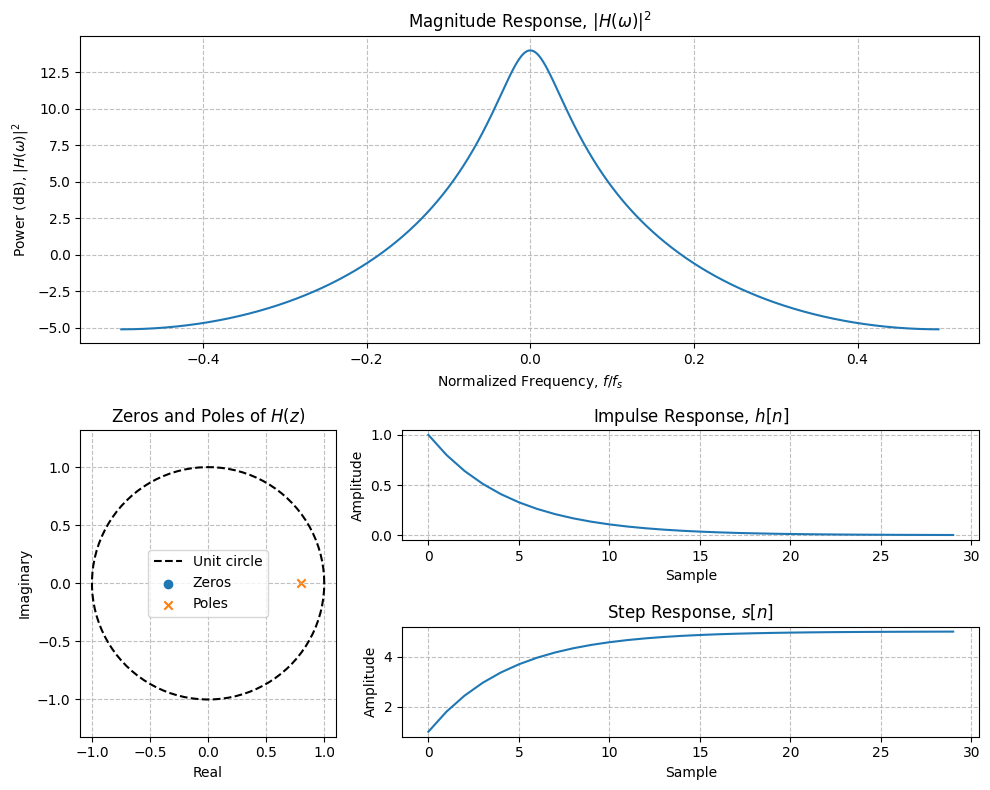 Magnitude Response, |H(ω)|²
Power (dB), |H(ω)|²
12.5
10.0
7.5
5.0
2.5
0.0
−2.5
−5.0
−0.4 −0.2 0.0 0.2 0.4
Normalized Frequency, f/fₛ
Zeros and Poles of H(z)
Imaginary
1.0
0.5
0.0
−0.5
−1.0
Unit circle
Zeros
Poles
−1.0 −0.5 0.0 0.5 1.0
Real
Impulse Response, h[n]
Amplitude
1.0
0.5
0.0
0 5 10 15 20 25 30
Sample
Step Response, s[n]
Amplitude
4
2
0 5 10 15 20 25 30
Sample